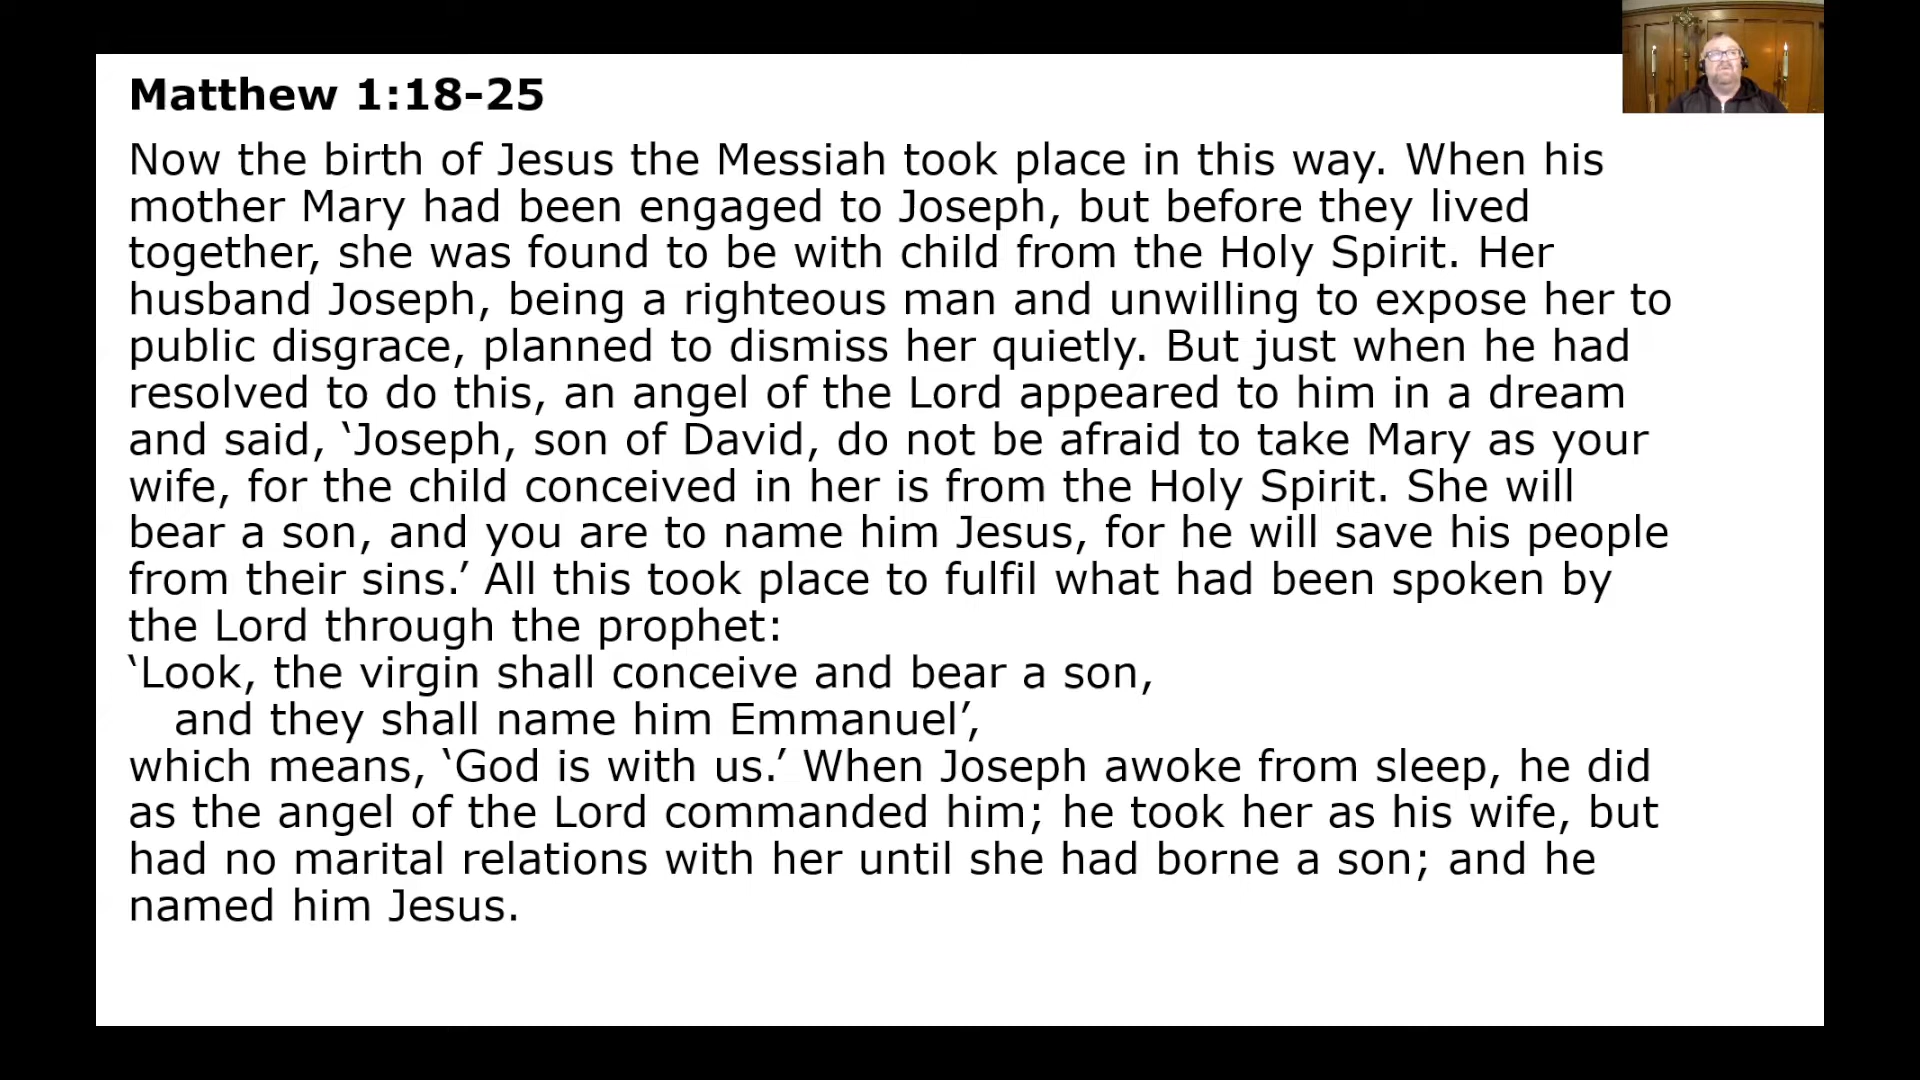 Matthew 1:18-25
Now the birth of Jesus the Messiah took place in this way. When his
mother Mary had been engaged to Joseph, but before they lived
together, she was found to be with child from the Holy Spirit. Her
husband Joseph, being a righteous man and unwilling to expose her to
public disgrace, planned to dismiss her quietly. But just when he had
resolved to do this, an angel of the Lord appeared to him in a dream
and said, ‘Joseph, son of David, do not be afraid to take Mary as your
wife, for the child conceived in her is from the Holy Spirit. She will
bear a son, and you are to name him Jesus, for he will save his people
from their sins.’ All this took place to fulfil what had been spoken by
the Lord through the prophet:
‘Look, the virgin shall conceive and bear a son,
and they shall name him Emmanuel’,
which means, ‘God is with us.’ When Joseph awoke from sleep, he did
as the angel of the Lord commanded him; he took her as his wife, but
had no marital relations with her until she had borne a son; and he
named him Jesus.